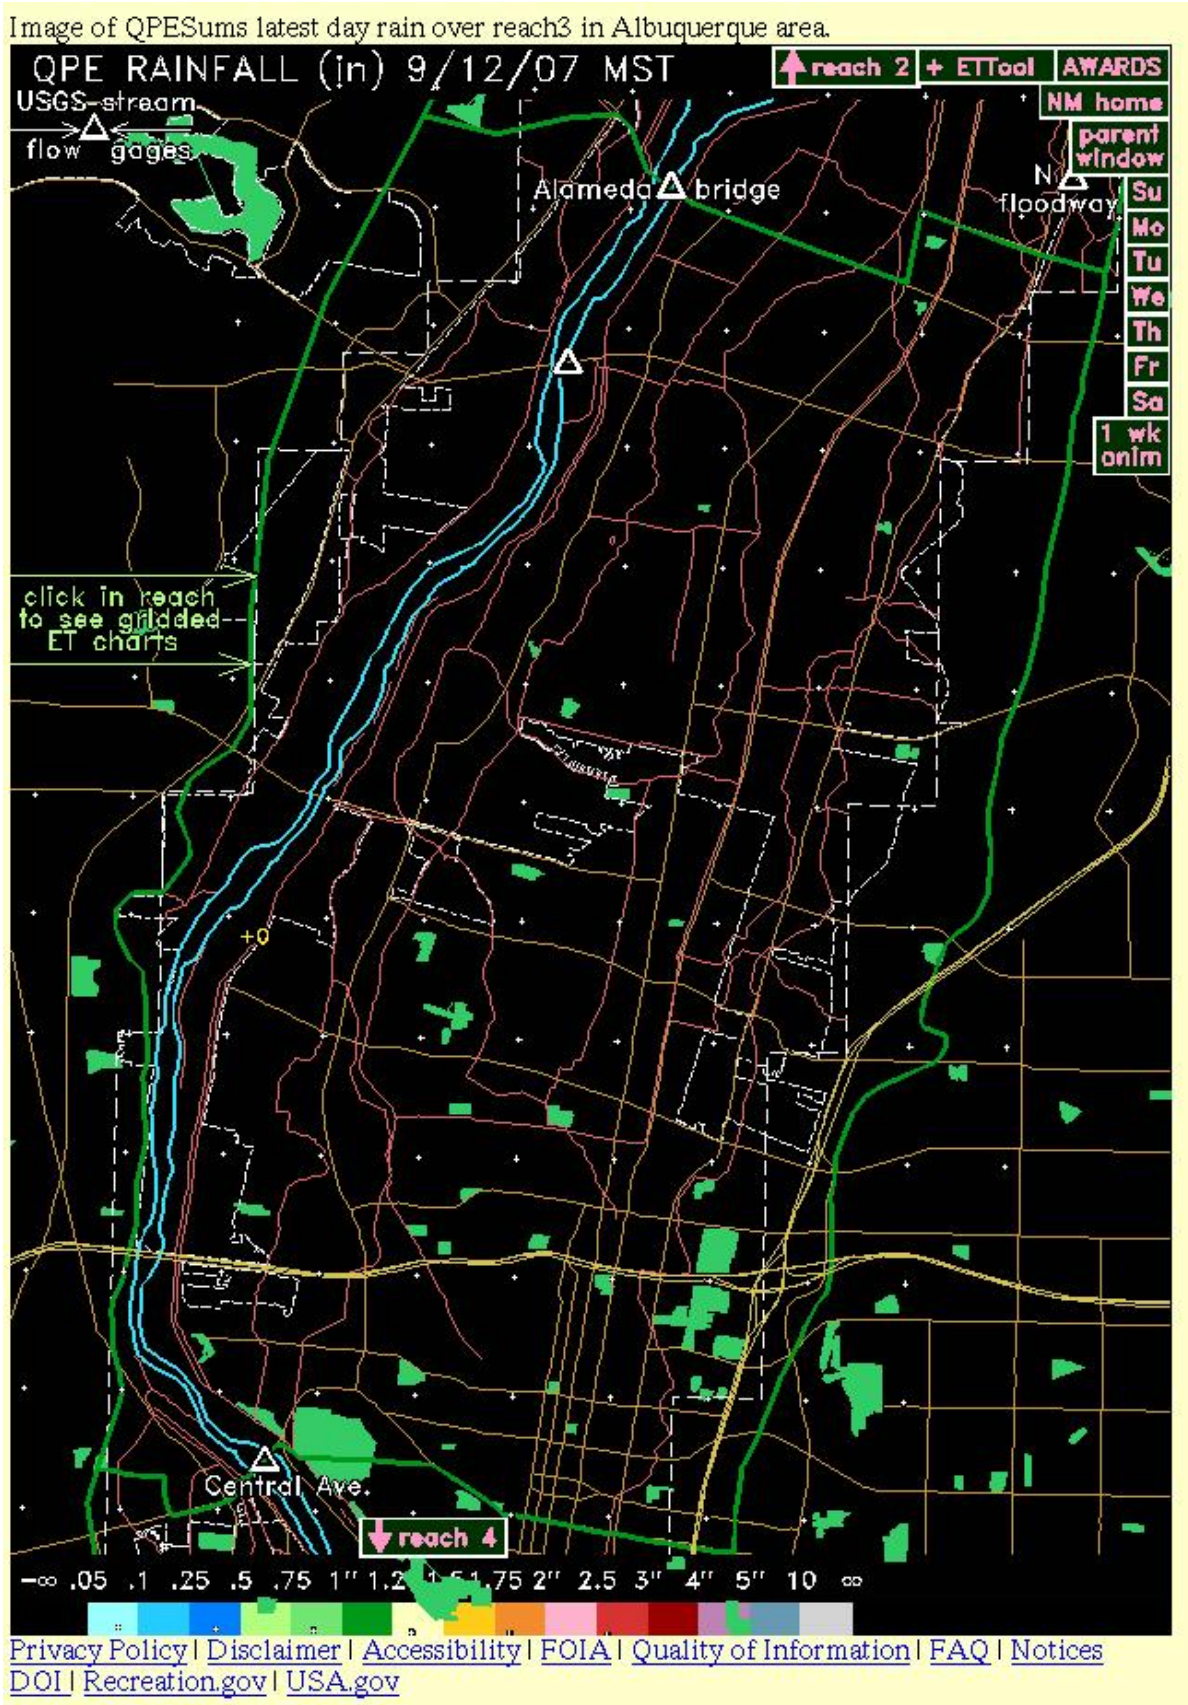 Image of QPESums latest day rain over reach3 in Albuquerque area.
QPE RAINFALL (in) 9/12/07 MST
reach 2
+ ETTool
AWARDS
USGS-stream
flow gages
NM home
parent
window
Alameda bridge
N
floodway
Su
Mo
Tu
We
Th
Fr
Sa
1 wk
anim
click in reach
to see gridded
ET charts
+0
Central Ave.
reach 4
-∞ .05 .1 .25 .5 .75 1" 1.2 1.75 2" 2.5 3" 4" 5" 10 ∞
Privacy Policy | Disclaimer | Accessibility | FOIA | Quality of Information | FAQ | Notices
DOI | Recreation.gov | USA.gov